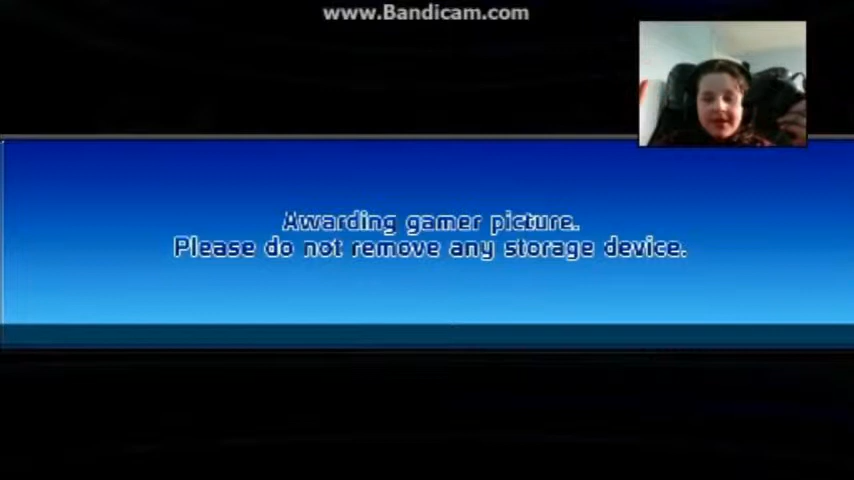 www.Bandicam.com
Awarding gamer picture.
Please do not remove any storage device.